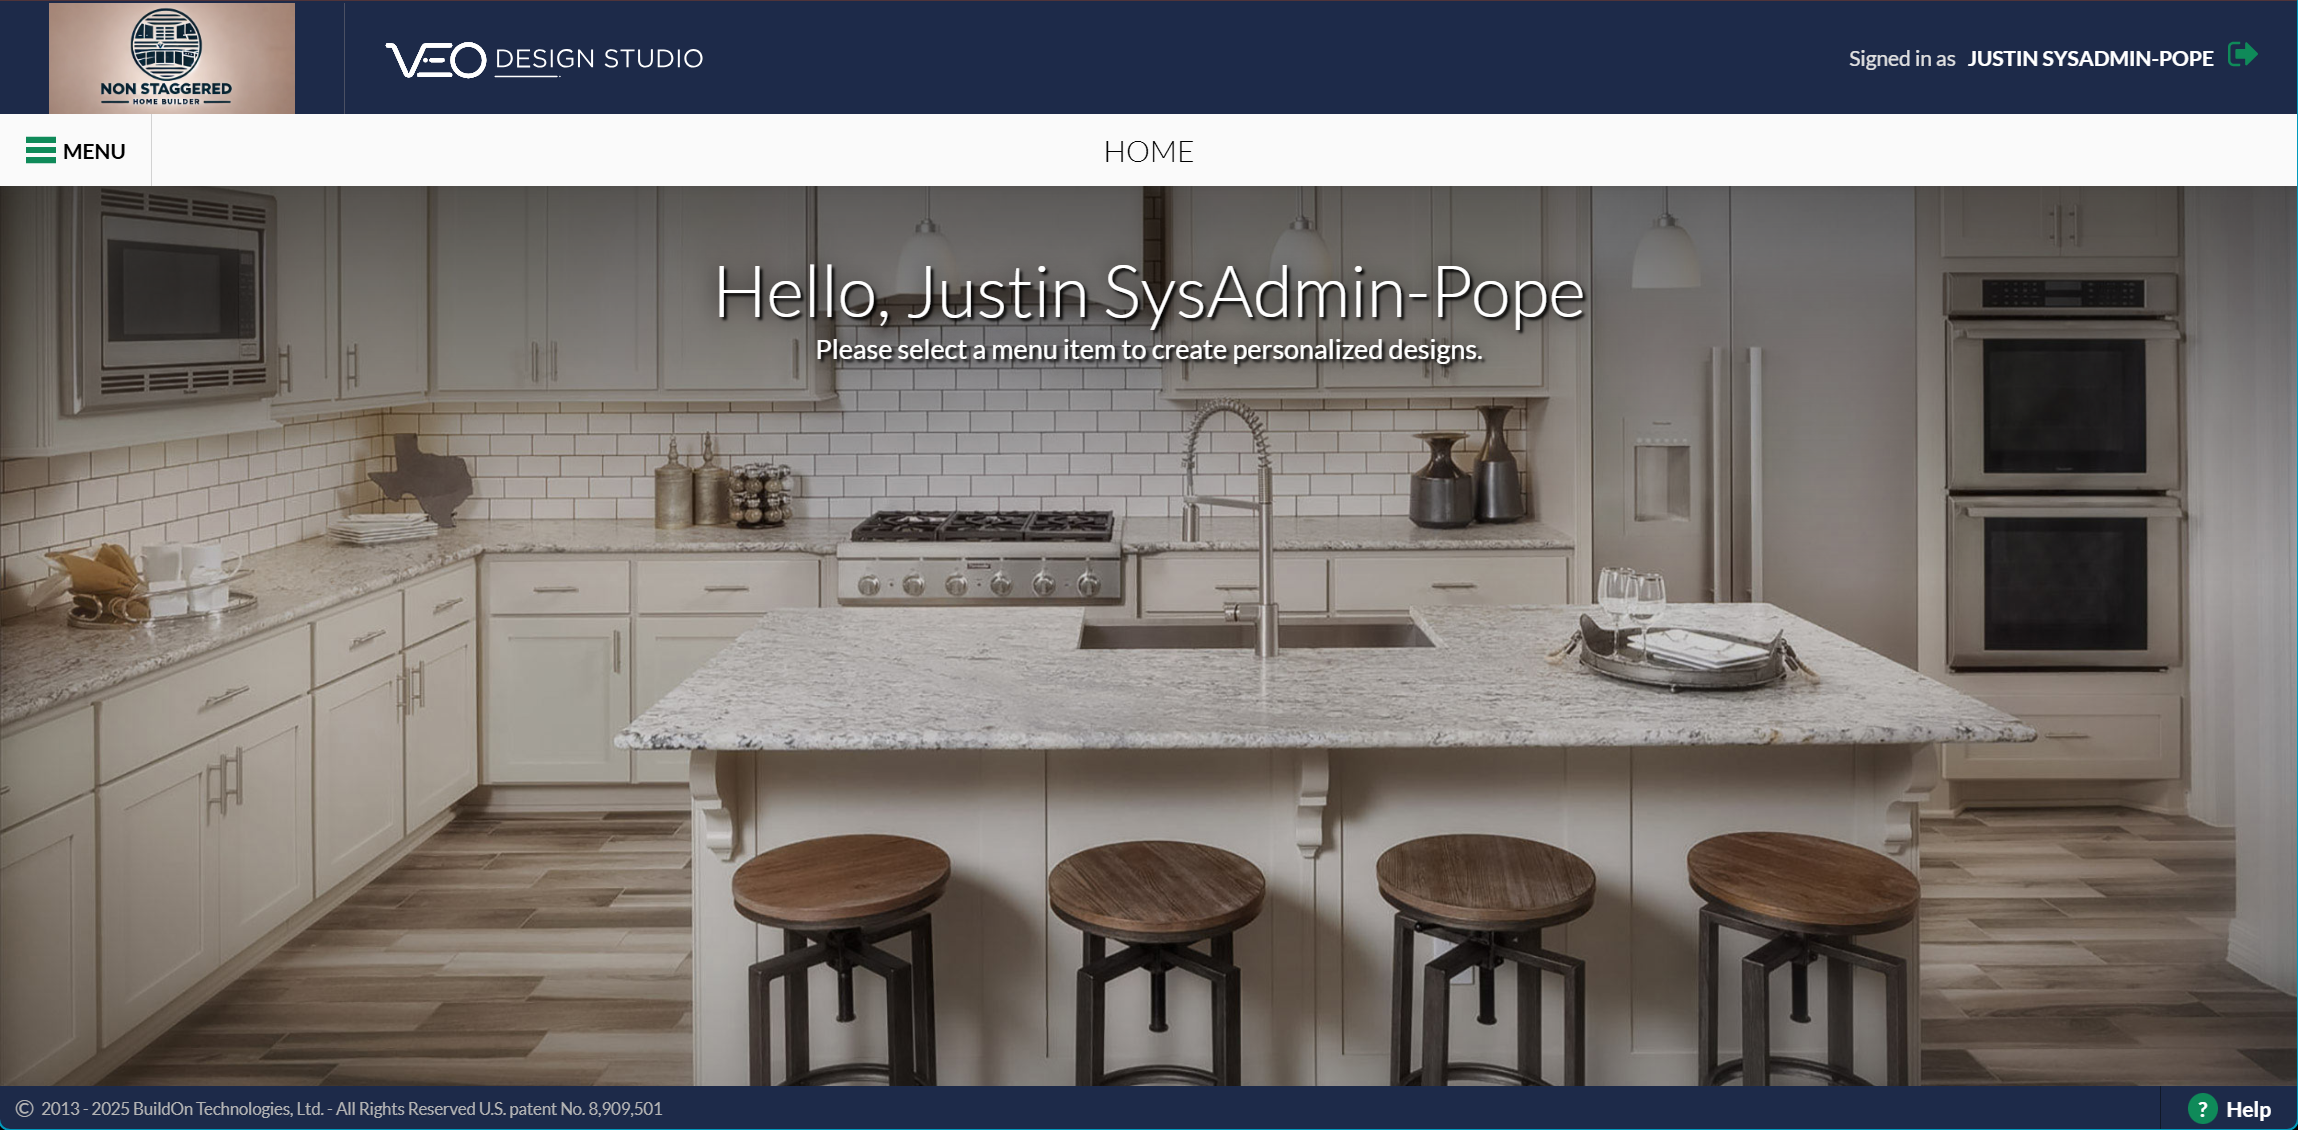 NON STAGGERED
HOME BUILDER
VEO DESIGN STUDIO
Signed in as JUSTIN SYSADMIN-POPE
MENU
HOME
Hello, Justin SysAdmin-Pope
Please select a menu item to create personalized designs.
© 2013 - 2025 BuildOn Technologies, Ltd. - All Rights Reserved U.S. patent No. 8,909,501
? Help